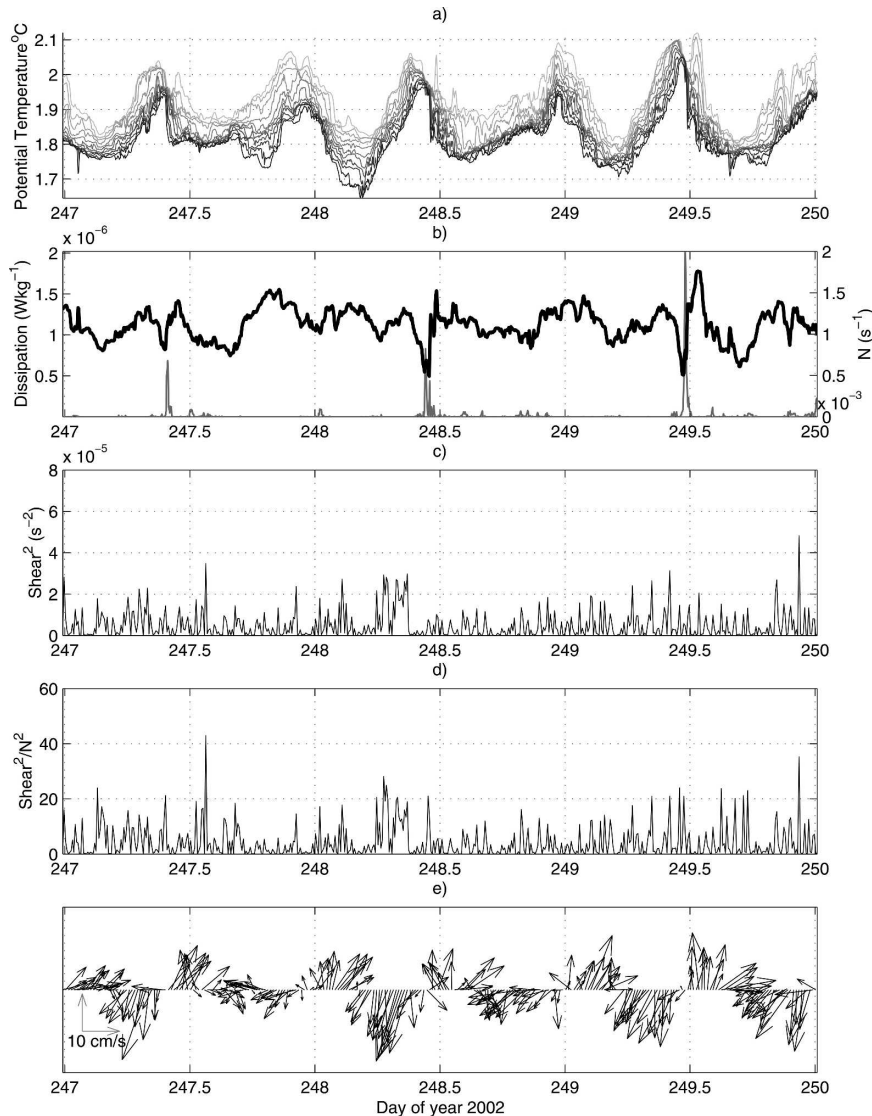 a)
Potential Temperature°C
2.1
2
1.9
1.8
1.7
247 247.5 248 248.5 249 249.5 250
b)
x 10⁻⁶
Dissipation (Wkg⁻¹)
2
1.5
1
0.5
2
1.5
1
0.5
0
N (s⁻¹)
x 10⁻³
247 247.5 248 248.5 249 249.5 250
c)
x 10⁻⁵
Shear² (s⁻²)
8
6
4
2
0
247 247.5 248 248.5 249 249.5 250
d)
Shear²/N²
60
40
20
0
247 247.5 248 248.5 249 249.5 250
e)
10 cm/s
247 247.5 248 248.5 249 249.5 250
Day of year 2002